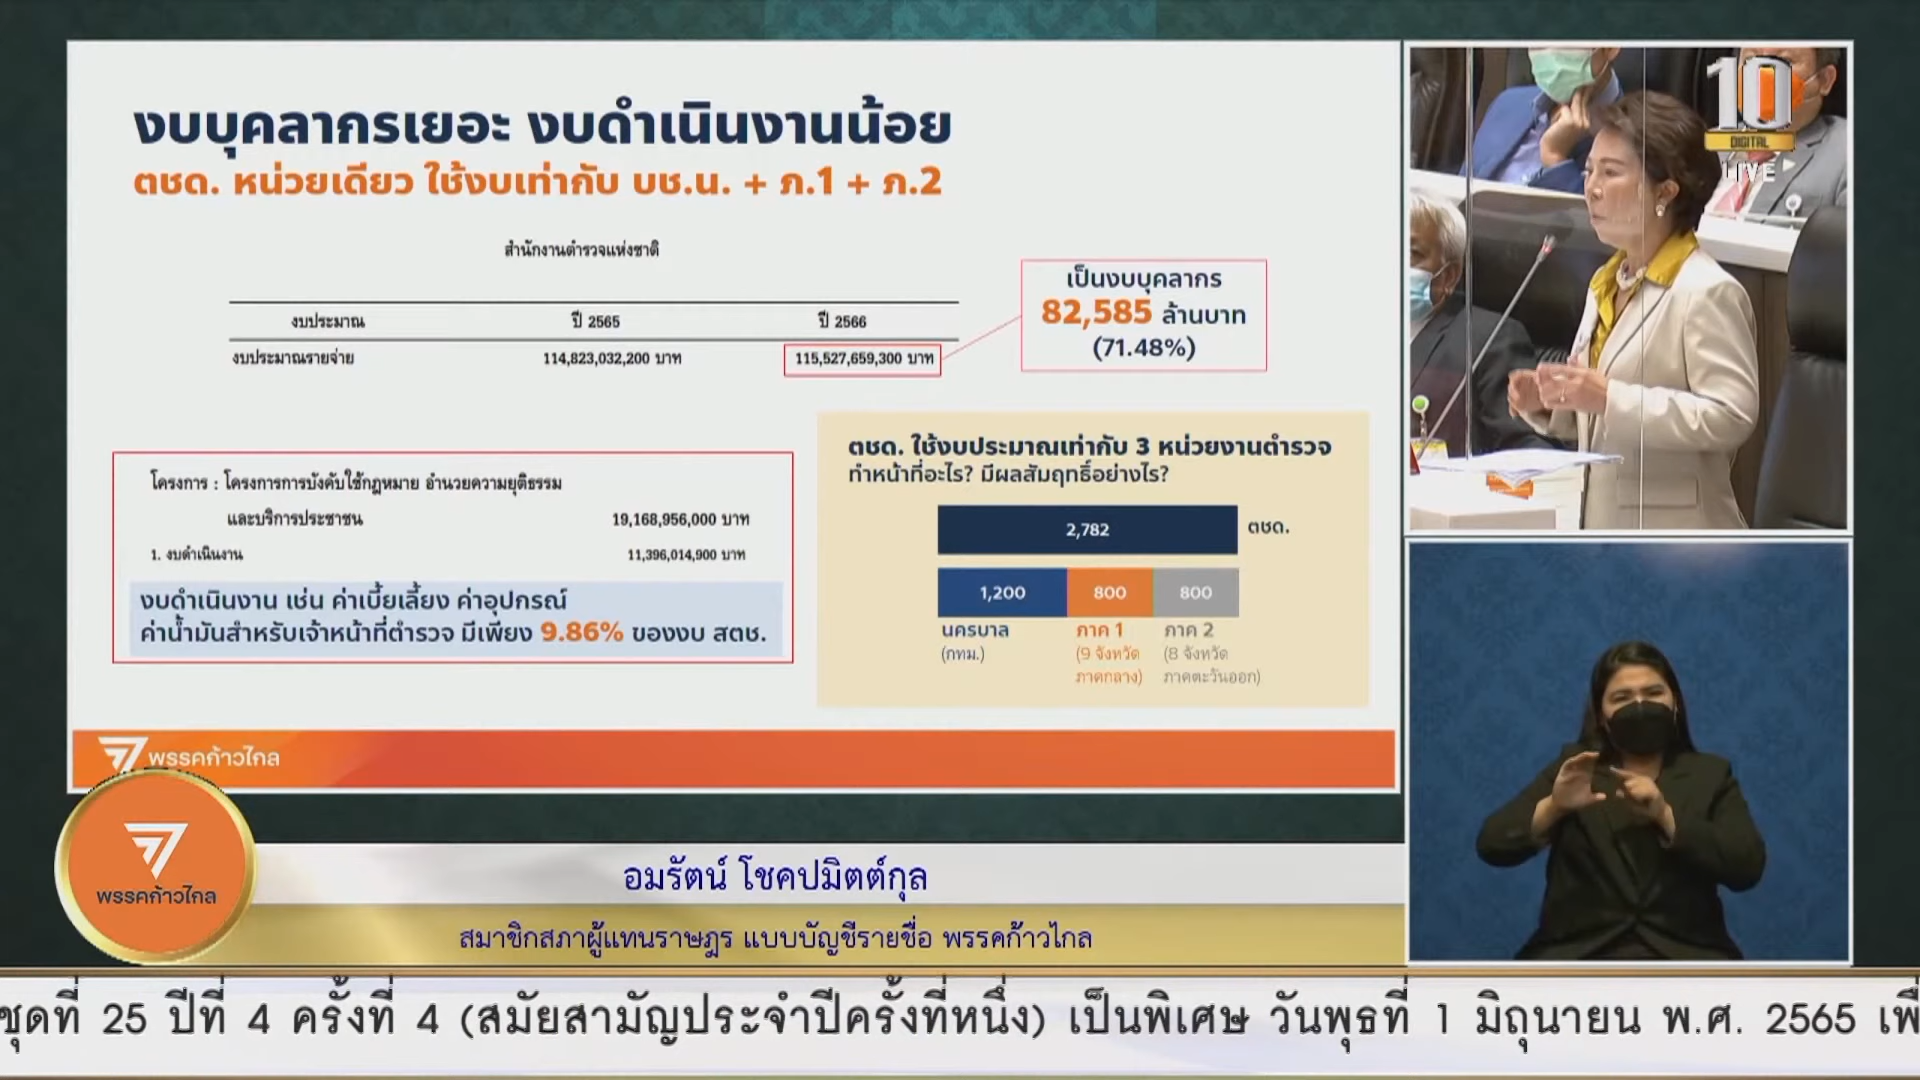 งบบุคลากรเยอะ งบดำเนินงานน้อย
ตชด. หน่วยเดียว ใช้งบเท่ากับ บช.น. + ภ.1 + ภ.2
สำนักงานตำรวจแห่งชาติ
งบประมาณ ปี 2565 ปี 2566
งบประมาณรายจ่าย 114,823,032,200 บาท 115,527,659,300 บาท
เป็นงบบุคลากร
82,585 ล้านบาท
(71.48%)
โครงการ : โครงการการบังคับใช้กฎหมาย อำนวยความยุติธรรม
และบริการประชาชน 19,168,956,000 บาท
1. งบดำเนินงาน 11,396,014,900 บาท
งบดำเนินงาน เช่น ค่าเบี้ยเลี้ยง ค่าอุปกรณ์
ค่าน้ำมันสำหรับเจ้าหน้าที่ตำรวจ มีเพียง 9.86% ของงบ สตช.
ตชด. ใช้งบประมาณเท่ากับ 3 หน่วยงานตำรวจ
ทำหน้าที่อะไร? มีผลสัมฤทธิ์อย่างไร?
2,782 ตชด.
1,200 800 800
นครบาล ภาค 1 ภาค 2
(กทม.) (9 จังหวัด (8 จังหวัด
ภาคกลาง) ภาคตะวันออก)
พรรคก้าวไกล
10
DIGITAL
LIVE
พรรคก้าวไกล
อมรัตน์ โชคปมิตต์กุล
สมาชิกสภาผู้แทนราษฎร แบบบัญชีรายชื่อ พรรคก้าวไกล
ชุดที่ 25 ปีที่ 4 ครั้งที่ 4 (สมัยสามัญประจำปีครั้งที่หนึ่ง) เป็นพิเศษ วันพุธที่ 1 มิถุนายน พ.ศ. 2565 เพื